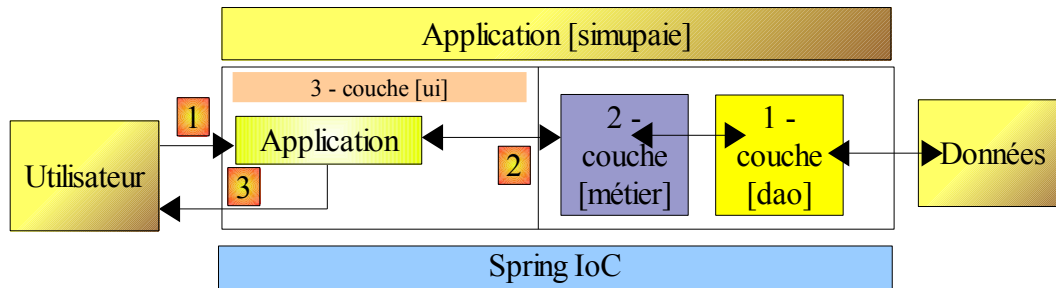 Application [simupaie]
3 - couche [ui]
1
Application
2 -
couche
[métier]
1 -
couche
[dao]
Utilisateur
3
2
Données
Spring IoC